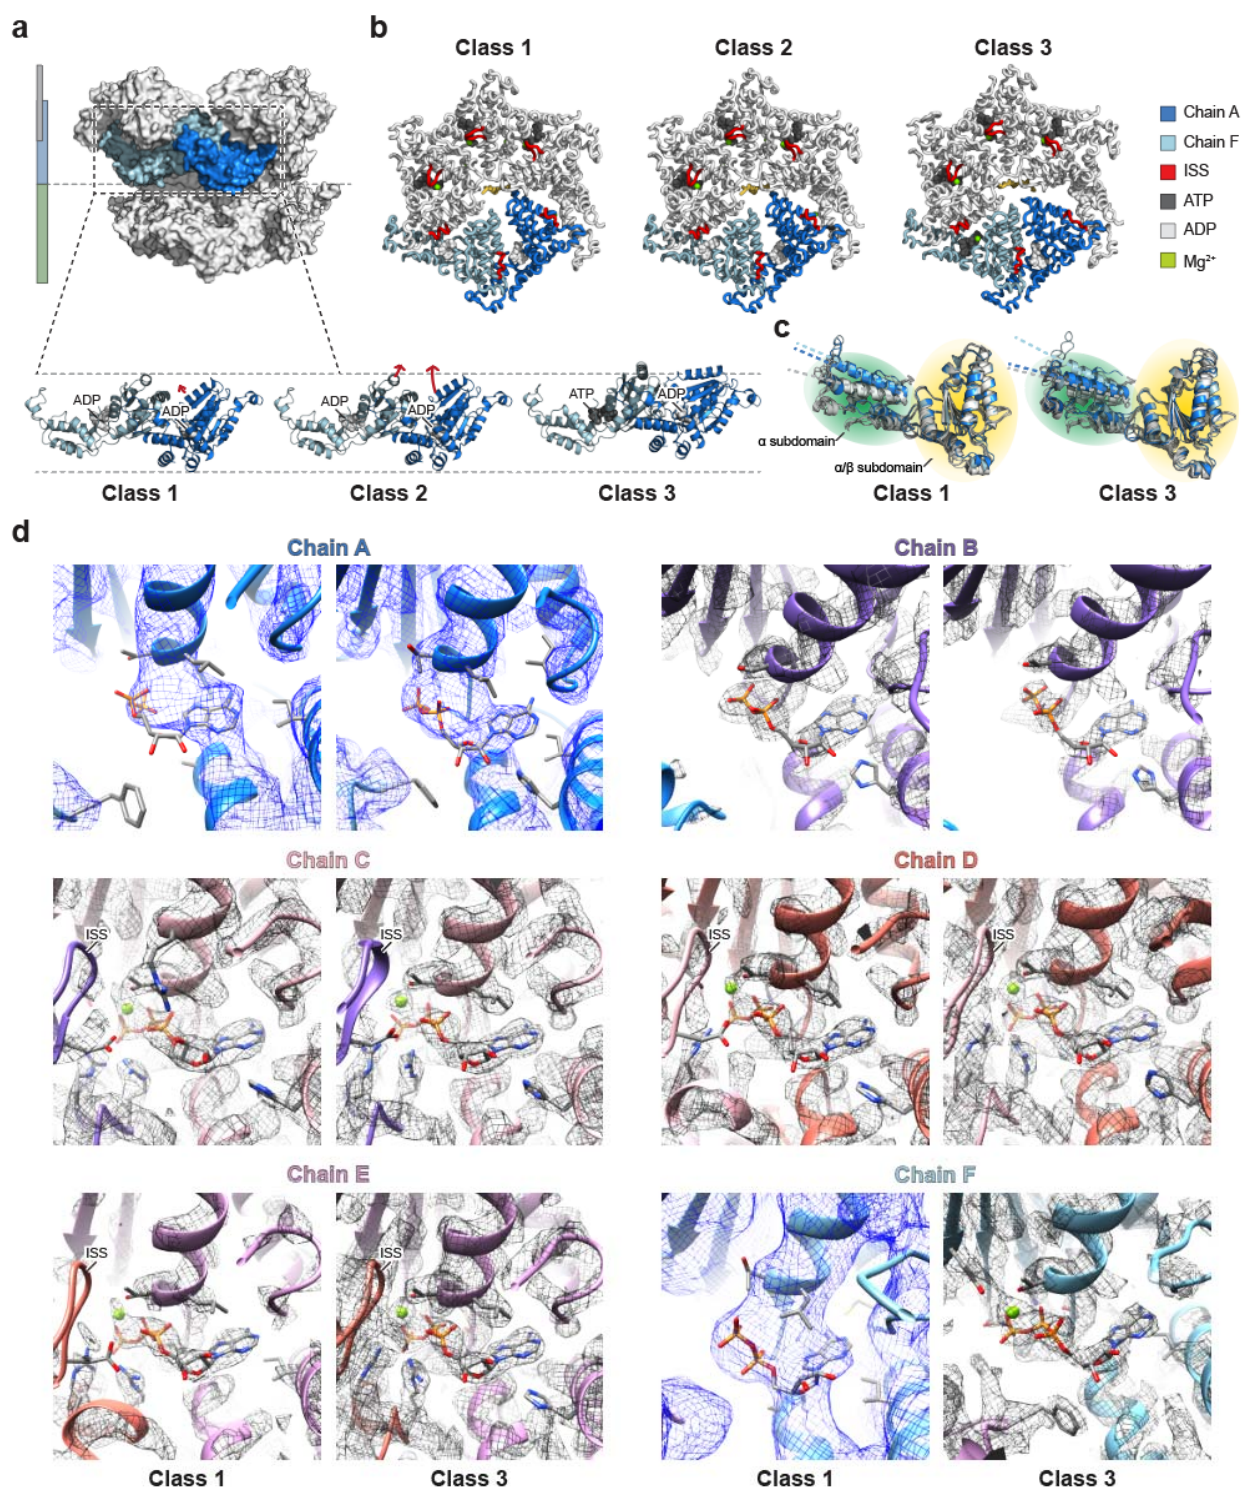 a
b
Class 1
Class 2
Class 3
Chain A
Chain F
ISS
ATP
ADP
Mg²⁺
ADP
ADP
ADP
ADP
ATP
ADP
Class 1
Class 2
Class 3
c
α subdomain
α/β subdomain
Class 1
Class 3
d
Chain A
Chain B
Chain C
Chain D
ISS
ISS
ISS
ISS
Chain E
Chain F
ISS
ISS
Class 1
Class 3
Class 1
Class 3